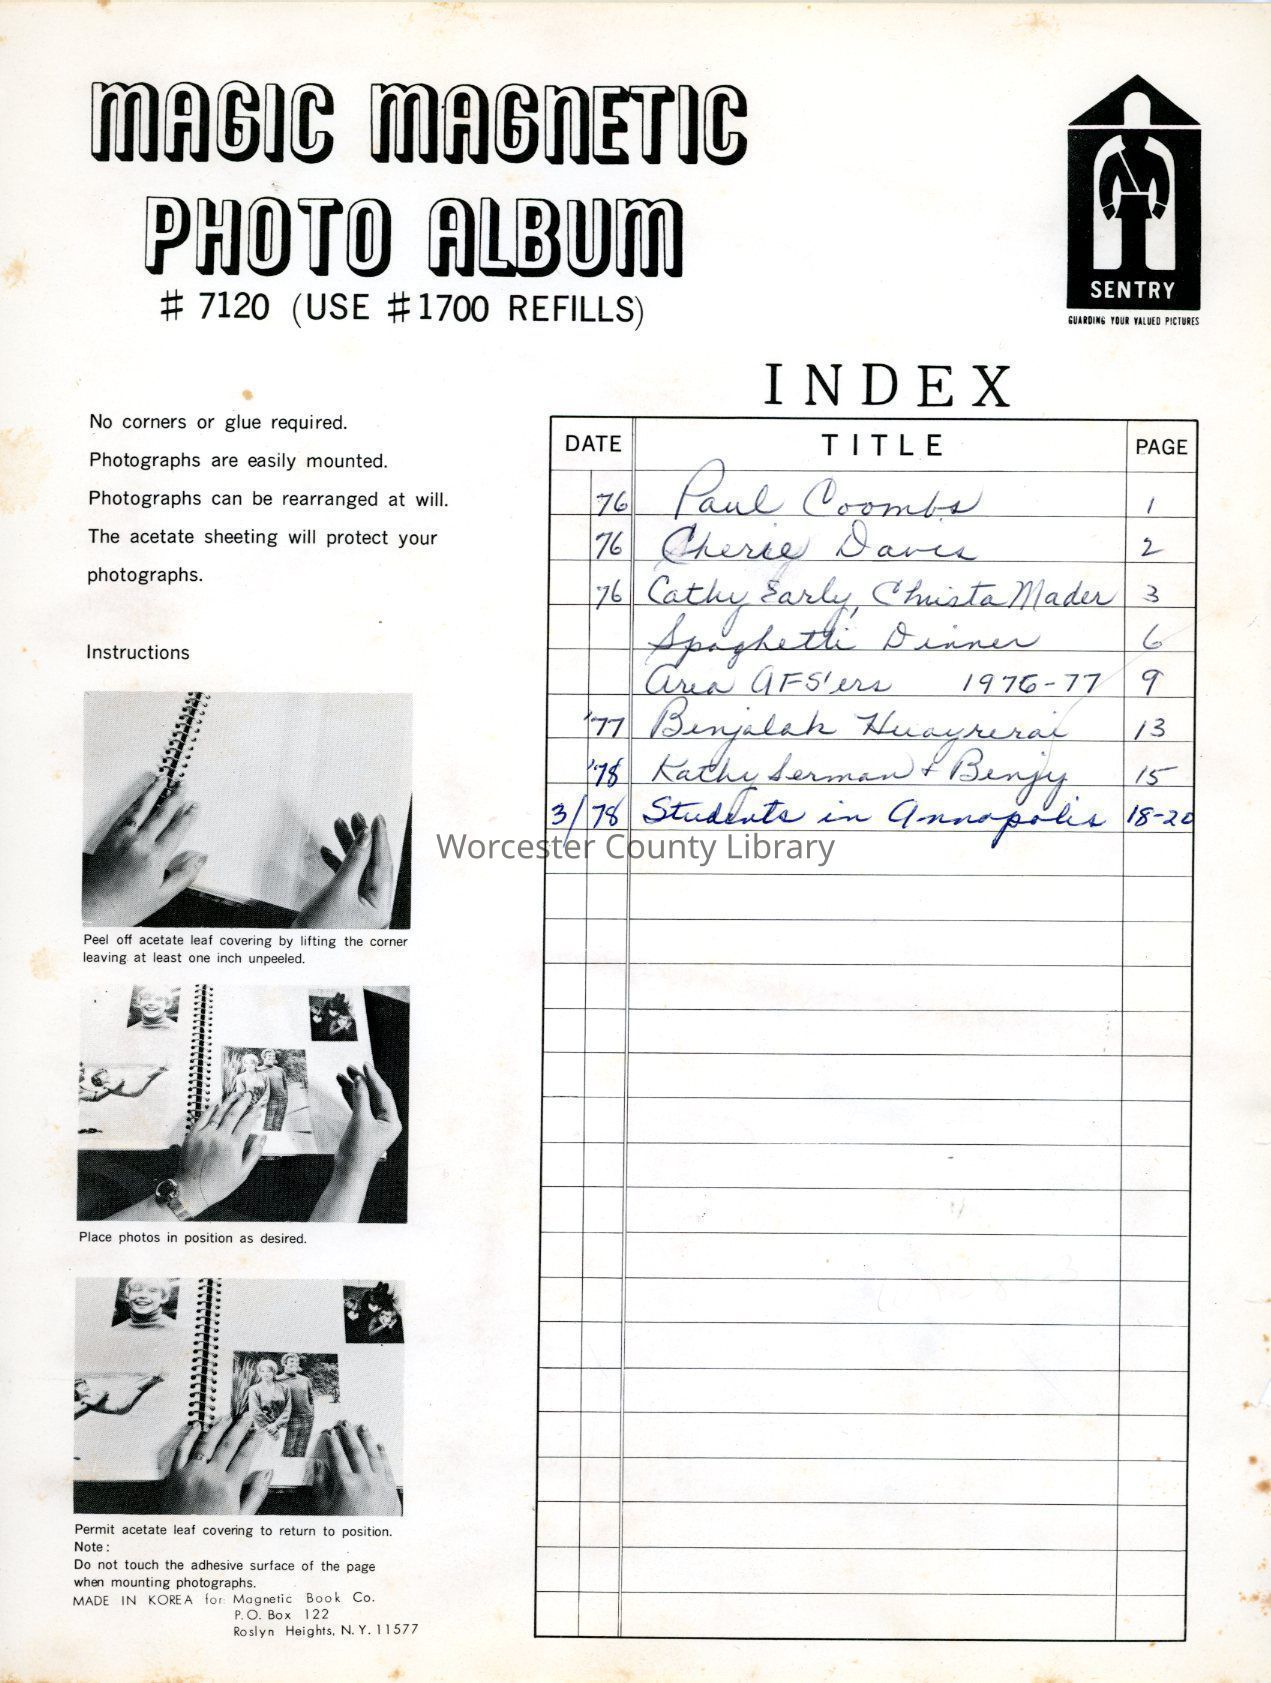 MAGIC MAGNETIC
PHOTO ALBUM
# 7120 (USE #1700 REFILLS)
SENTRY
GUARDING YOUR VALUED PICTURES
No corners or glue required.
Photographs are easily mounted.
Photographs can be rearranged at will.
The acetate sheeting will protect your
photographs.
Instructions
Peel off acetate leaf covering by lifting the corner
leaving at least one inch unpeeled.
Place photos in position as desired.
Permit acetate leaf covering to return to position.
Note :
Do not touch the adhesive surface of the page
when mounting photographs.
MADE IN KOREA for: Magnetic Book Co.
P.O. Box 122
Roslyn Heights, N.Y. 11577
INDEX
DATE TITLE PAGE
76 Paul Coombs 1
76 Cherie Davis 2
76 Cathy Early, Christa Mader 3
Spaghetti Dinner 6
Area AFS'ers 1976-77 9
'77 Benjalak Huayrerai 13
'78 Kathy Serman + Benjy 15
3/78 Students in Annapolis 18-20
Worcester County Library